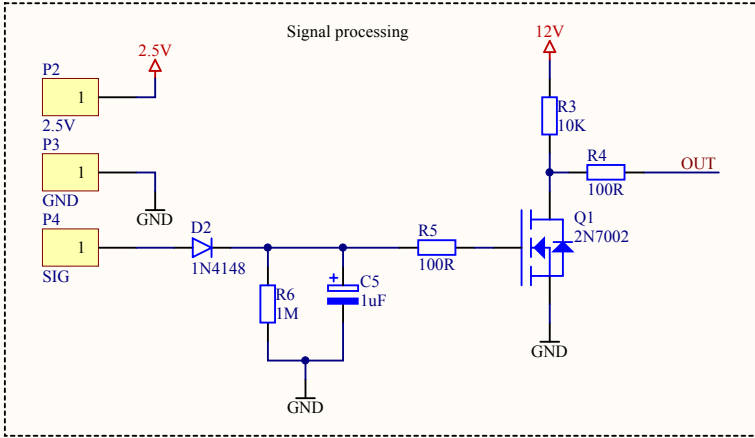 Signal processing
2.5V
12V
P2
1
2.5V
P3
1
GND
GND
P4
1
SIG
D2
1N4148
R6
1M
+
C5
1uF
GND
R5
100R
R3
10K
R4
100R
OUT
Q1
2N7002
GND